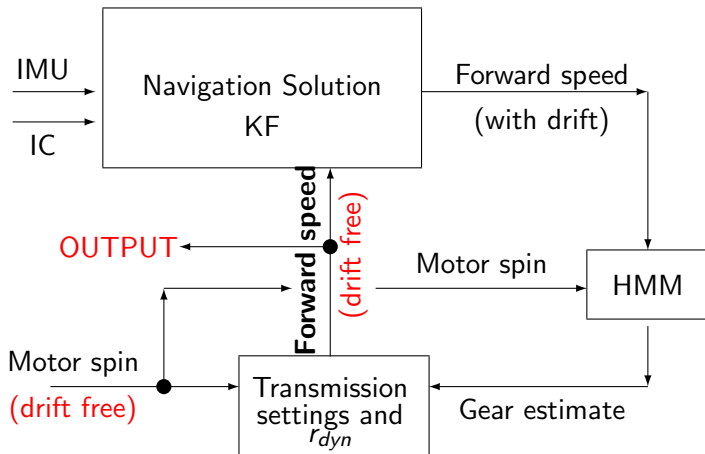 IMU
IC
Navigation Solution
KF
Forward speed
(with drift)
Forward speed
(drift free)
OUTPUT
Motor spin
HMM
Motor spin
(drift free)
Transmission
settings and
r_dyn
Gear estimate